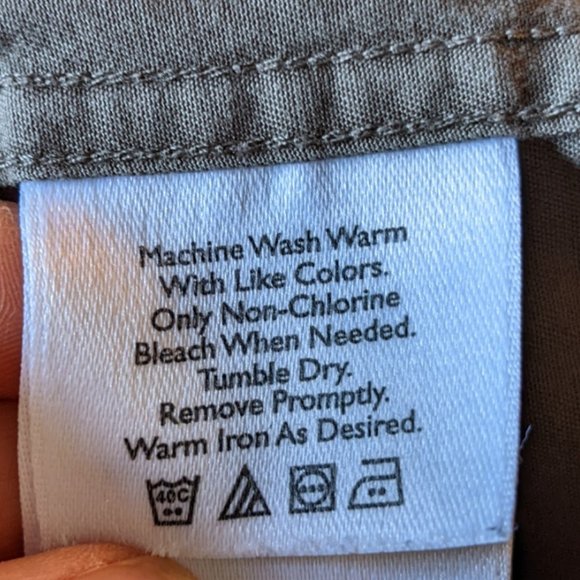 Machine Wash Warm
With Like Colors.
Only Non-Chlorine
Bleach When Needed.
Tumble Dry.
Remove Promptly.
Warm Iron As Desired.
40C